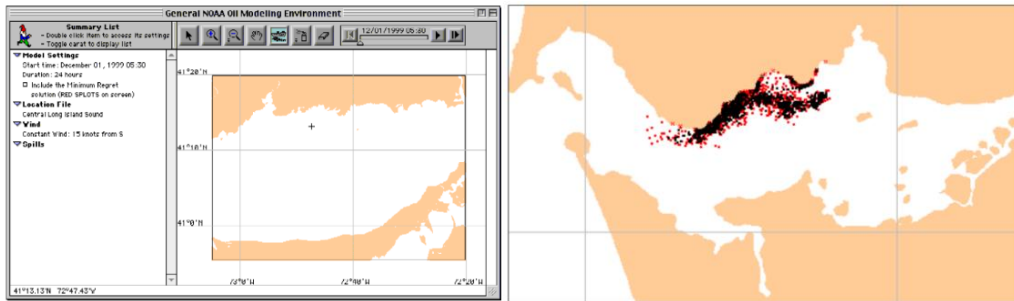 General NOAA Oil Modeling Environment
Summary List
- Double click item to access its settings
- Toggle carat to display list
12/01/1999 05:30
Model Settings
Start time: December 01, 1999 05:30
Duration: 24 hours
Include the Minimum Regret
solution (RED SPLOTS on screen)
Location File
Central Long Island Sound
Wind
Constant Wind: 15 knots from S
Spills
41°20'N
41°10'N
41°0'N
73°0'W
72°40'W
72°20'W
41°13.13'N 72°47.43'W